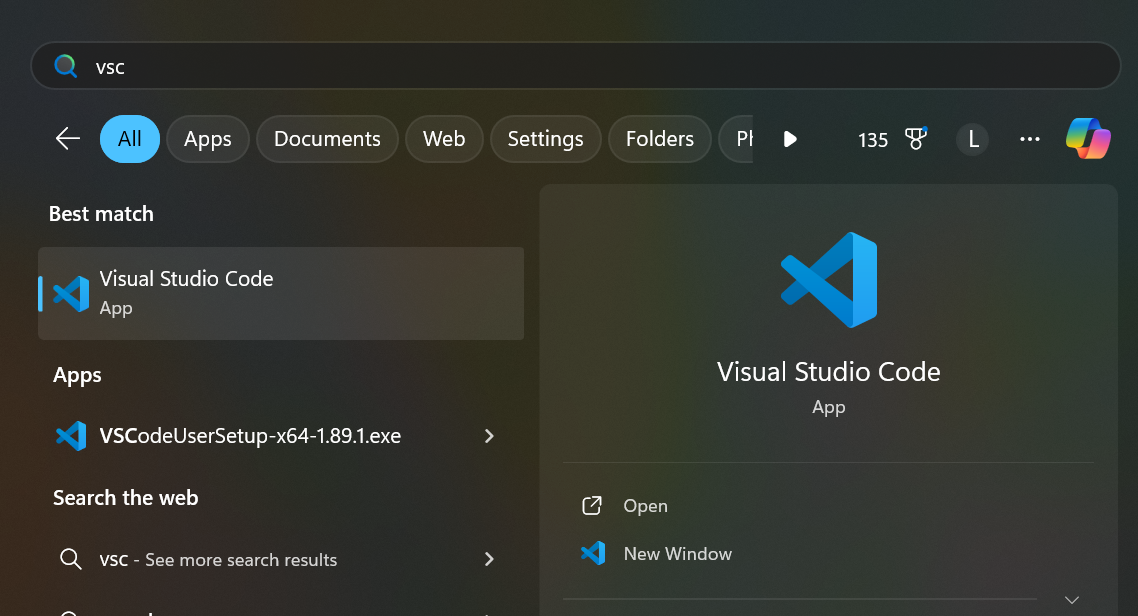 vsc
All Apps Documents Web Settings Folders 135 L
Best match
Visual Studio Code
App
Apps
VSCodeUserSetup-x64-1.89.1.exe
Search the web
vsc - See more search results
Visual Studio Code
App
Open
New Window